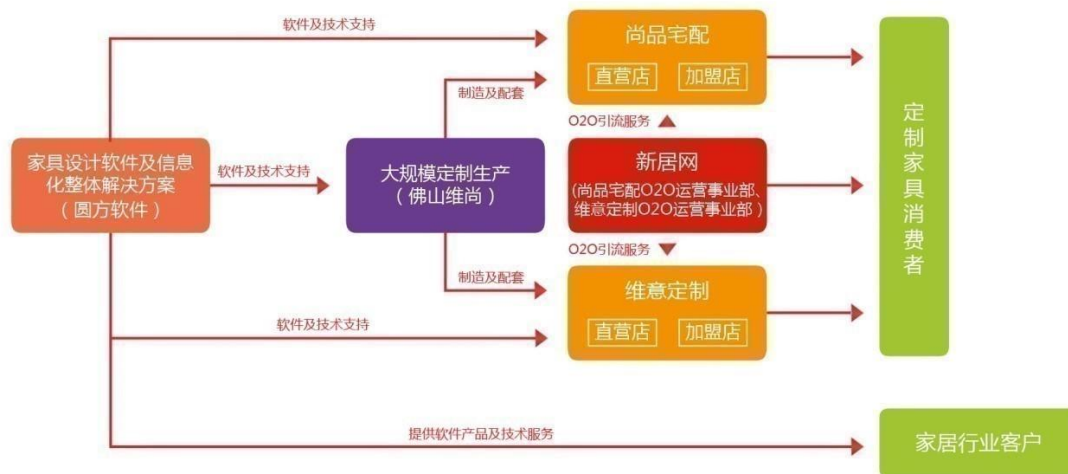 软件及技术支持
尚品宅配
直营店
加盟店
制造及配套
O2O引流服务
家具设计软件及信息
化整体解决方案
（圆方软件）
软件及技术支持
大规模定制生产
（佛山维尚）
新居网
(尚品宅配O2O运营事业部、
维意定制O2O运营事业部）
定制家具消费者
O2O引流服务
制造及配套
维意定制
直营店
加盟店
软件及技术支持
提供软件产品及技术服务
家居行业客户